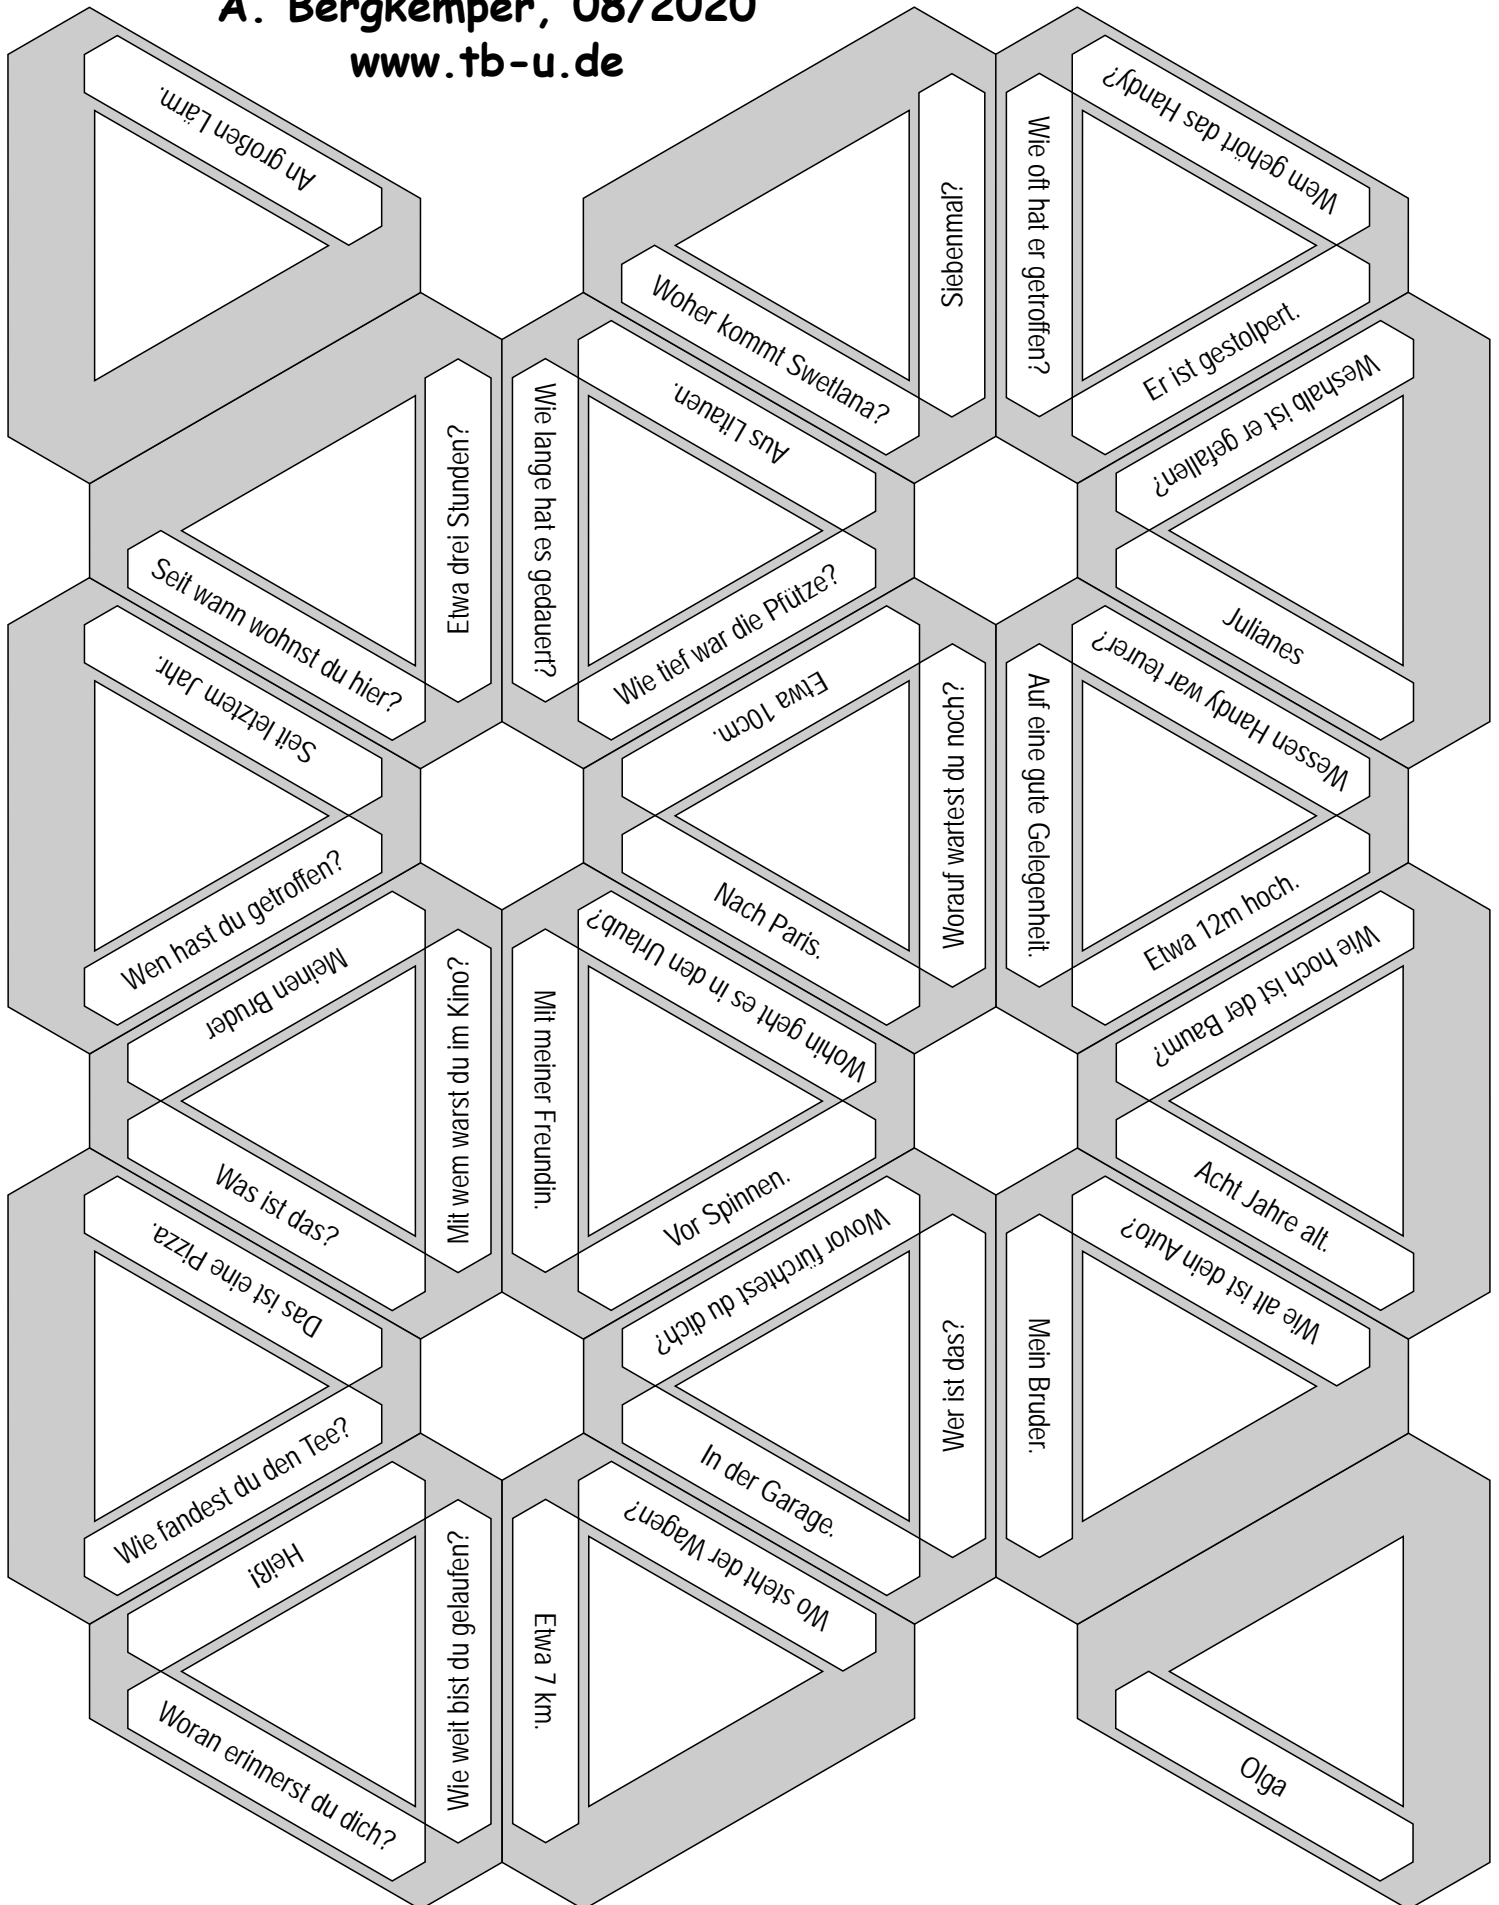 A. Bergkemper, 08/2020
www.tb-u.de
An großen Lärm.
Siebenmal?
Woher kommt Swetlana?
Wie oft hat er getroffen?
Wem gehört das Handy?
Er ist gestolpert.
Etwa drei Stunden?
Seit wann wohnst du hier?
Wie lange hat es gedauert?
Aus Litauen.
Wie tief war die Pfütze?
Weshalb ist er gefallen?
Julianes
Seit letztem Jahr.
Wen hast du getroffen?
Etwa 10cm.
Worauf wartest du noch?
Nach Paris.
Auf eine gute Gelegenheit.
Wessen Handy war teurer?
Etwa 12m hoch.
Meinen Bruder
Mit wem warst du im Kino?
Was ist das?
Mit meiner Freundin.
Wohin geht es in den Urlaub?
Vor Spinnen.
Wie hoch ist der Baum?
Acht Jahre alt.
Das ist eine Pizza.
Wie fandest du den Tee?
Wovor fürchtest du dich?
Wer ist das?
In der Garage.
Mein Bruder.
Wie alt ist dein Auto?
Heiß!
Wie weit bist du gelaufen?
Woran erinnerst du dich?
Etwa 7 km.
Wo steht der Wagen?
Olga